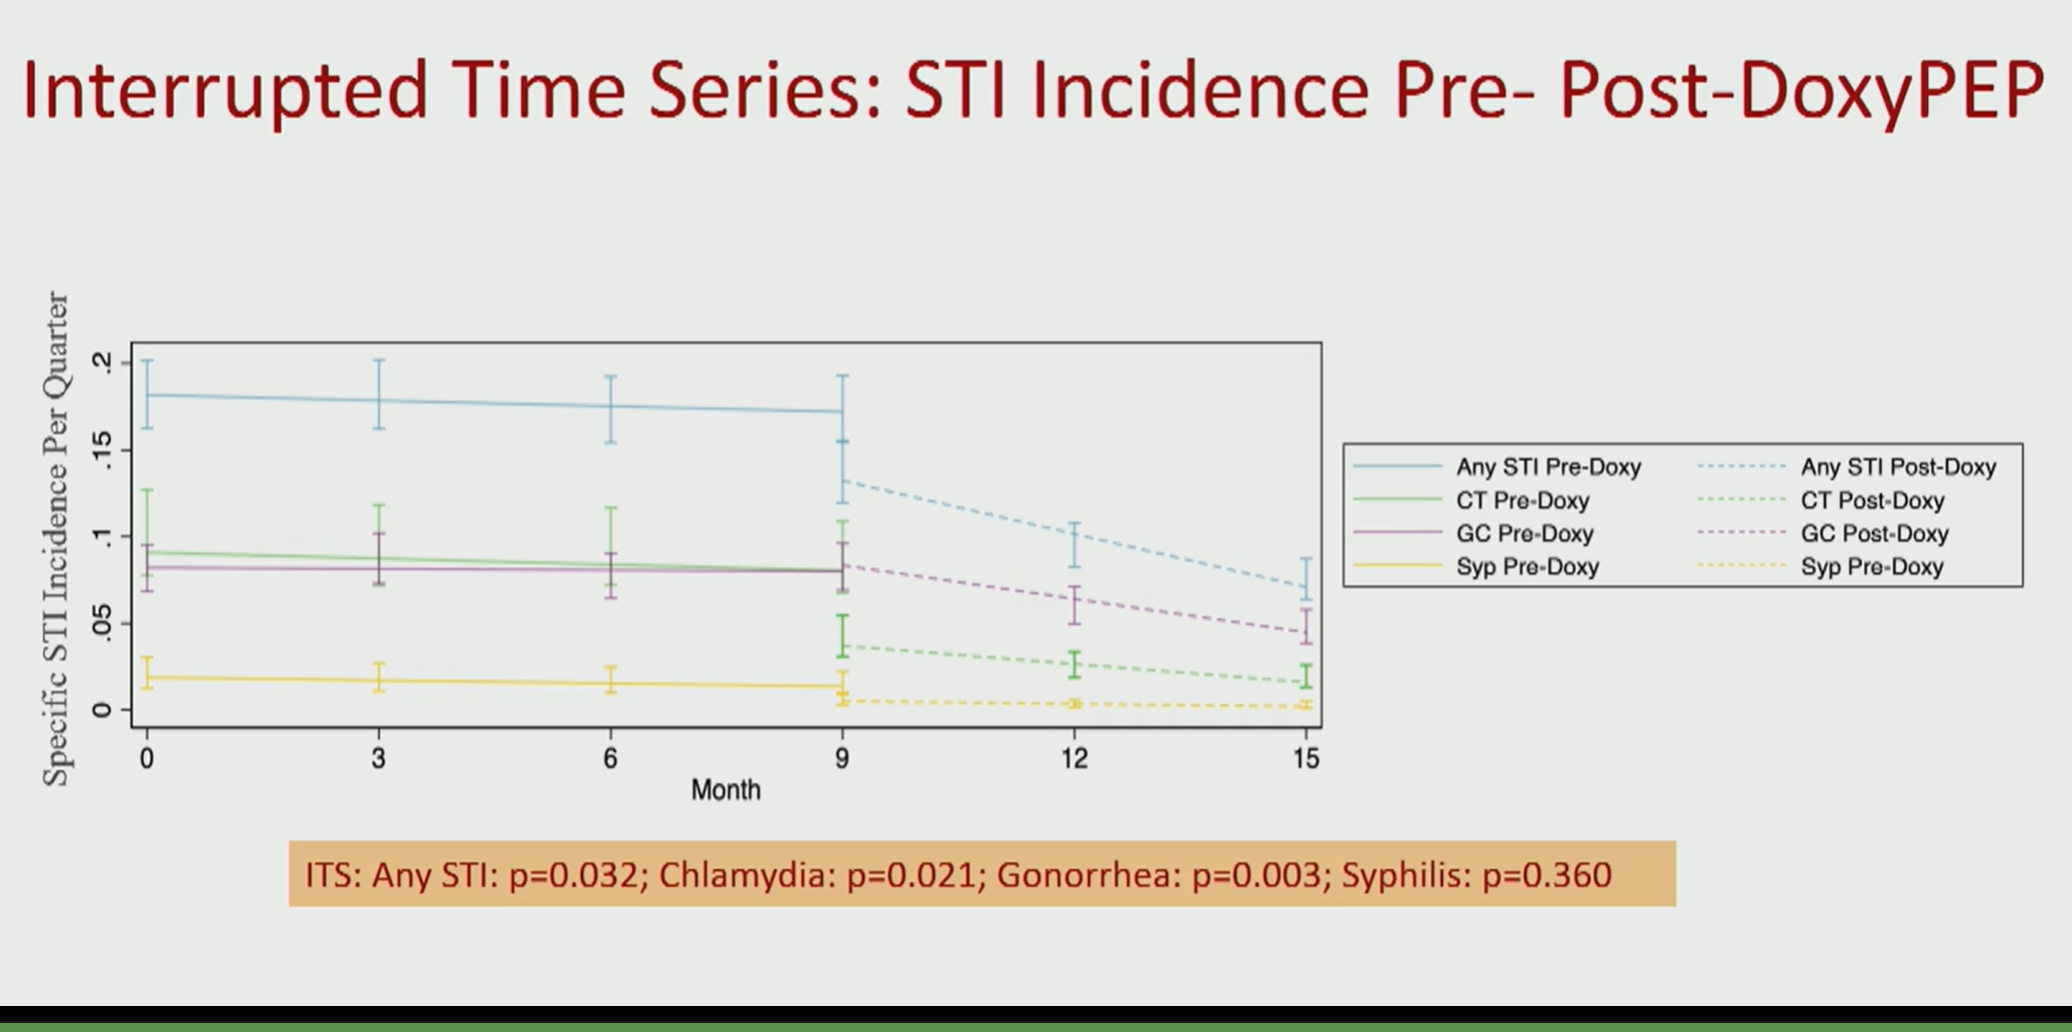 Interrupted Time Series: STI Incidence Pre- Post-DoxyPEP
Specific STI Incidence Per Quarter
.2
.15
.1
.05
0
0 3 6 9 12 15
Month
Any STI Pre-Doxy Any STI Post-Doxy
CT Pre-Doxy CT Post-Doxy
GC Pre-Doxy GC Post-Doxy
Syp Pre-Doxy Syp Pre-Doxy
ITS: Any STI: p=0.032; Chlamydia: p=0.021; Gonorrhea: p=0.003; Syphilis: p=0.360